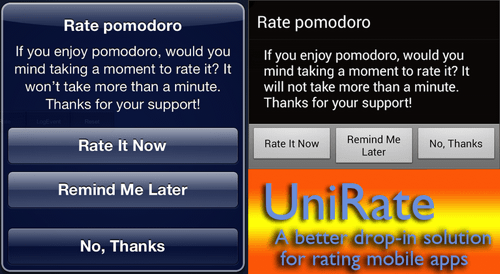 Rate pomodoro
If you enjoy pomodoro, would you
mind taking a moment to rate it? It
won't take more than a minute.
Thanks for your support!
Rate It Now
Remind Me Later
No, Thanks
Rate pomodoro
If you enjoy pomodoro, would you
mind taking a moment to rate it? It
will not take more than a minute.
Thanks for your support!
Rate It Now
Remind Me
Later
No, Thanks
UniRate
A better drop-in solution
for rating mobile apps